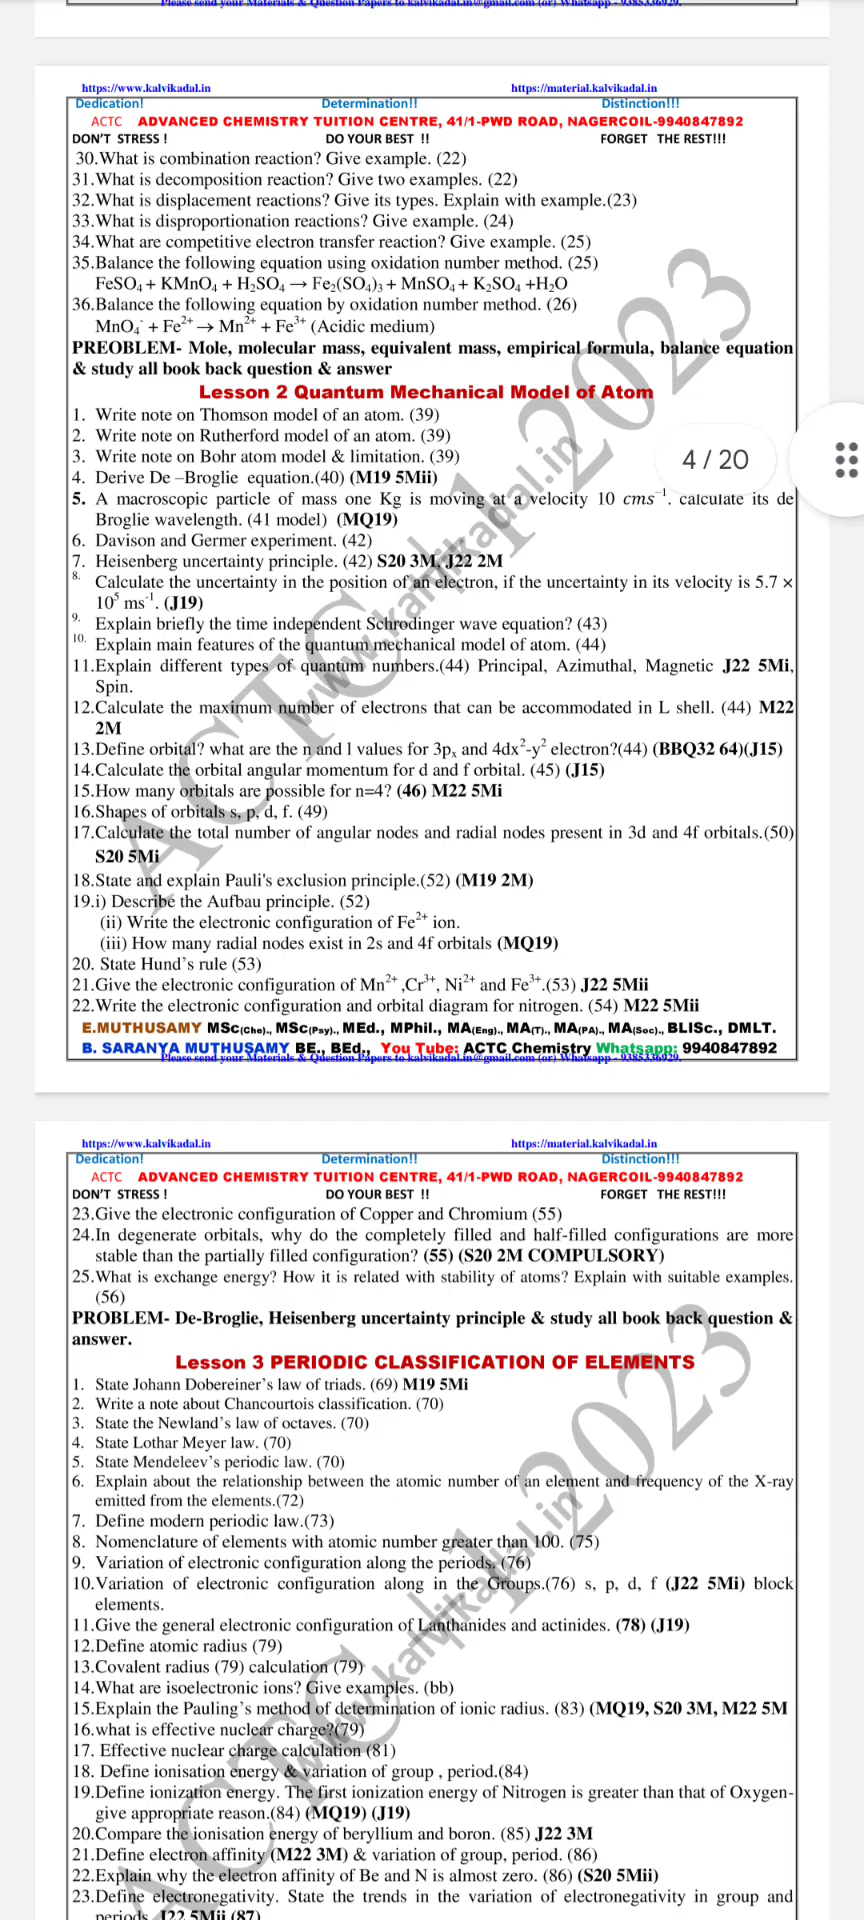 Please send your Materials & Question Papers to kalvikadal.in@gmail.com (or) Whatsapp - 9385336929.
https://www.kalvikadal.in https://material.kalvikadal.in
Dedication! Determination!! Distinction!!!
ACTC ADVANCED CHEMISTRY TUITION CENTRE, 41/1-PWD ROAD, NAGERCOIL-9940847892
DON'T STRESS ! DO YOUR BEST !! FORGET THE REST!!!
30.What is combination reaction? Give example. (22)
31.What is decomposition reaction? Give two examples. (22)
32.What is displacement reactions? Give its types. Explain with example.(23)
33.What is disproportionation reactions? Give example. (24)
34.What are competitive electron transfer reaction? Give example. (25)
35.Balance the following equation using oxidation number method. (25)
FeSO₄ + KMnO₄ + H₂SO₄ → Fe₂(SO₄)₃ + MnSO₄ + K₂SO₄ +H₂O
36.Balance the following equation by oxidation number method. (26)
MnO₄⁻ + Fe²⁺ → Mn²⁺ + Fe³⁺ (Acidic medium)
PREOBLEM- Mole, molecular mass, equivalent mass, empirical formula, balance equation
& study all book back question & answer
Lesson 2 Quantum Mechanical Model of Atom
1. Write note on Thomson model of an atom. (39)
2. Write note on Rutherford model of an atom. (39)
3. Write note on Bohr atom model & limitation. (39)
4 / 20
4. Derive De –Broglie equation.(40) (M19 5Mii)
5. A macroscopic particle of mass one Kg is moving at a velocity 10 cms⁻¹. calculate its de
Broglie wavelength. (41 model) (MQ19)
6. Davison and Germer experiment. (42)
7. Heisenberg uncertainty principle. (42) S20 3M, J22 2M
8. Calculate the uncertainty in the position of an electron, if the uncertainty in its velocity is 5.7 ×
10⁵ ms⁻¹. (J19)
9. Explain briefly the time independent Schrodinger wave equation? (43)
10. Explain main features of the quantum mechanical model of atom. (44)
11.Explain different types of quantum numbers.(44) Principal, Azimuthal, Magnetic J22 5Mi,
Spin.
12.Calculate the maximum number of electrons that can be accommodated in L shell. (44) M22
2M
13.Define orbital? what are the n and l values for 3pₓ and 4dx²-y² electron?(44) (BBQ32 64)(J15)
14.Calculate the orbital angular momentum for d and f orbital. (45) (J15)
15.How many orbitals are possible for n=4? (46) M22 5Mi
16.Shapes of orbitals s, p, d, f. (49)
17.Calculate the total number of angular nodes and radial nodes present in 3d and 4f orbitals.(50)
S20 5Mi
18.State and explain Pauli's exclusion principle.(52) (M19 2M)
19.i) Describe the Aufbau principle. (52)
(ii) Write the electronic configuration of Fe²⁺ ion.
(iii) How many radial nodes exist in 2s and 4f orbitals (MQ19)
20. State Hund's rule (53)
21.Give the electronic configuration of Mn²⁺ ,Cr³⁺, Ni²⁺ and Fe³⁺.(53) J22 5Mii
22.Write the electronic configuration and orbital diagram for nitrogen. (54) M22 5Mii
E.MUTHUSAMY MSc(Che)., MSc(Psy)., MEd., MPhil., MA(Eng)., MA(T)., MA(PA)., MA(Soc)., BLISc., DMLT.
B. SARANYA MUTHUSAMY BE., BEd., You Tube: ACTC Chemistry Whatsapp: 9940847892
Please send your Materials & Question Papers to kalvikadal.in@gmail.com (or) Whatsapp - 9385336929.
ACTC 1 2023
www.kalvikadal.in
https://www.kalvikadal.in https://material.kalvikadal.in
Dedication! Determination!! Distinction!!!
ACTC ADVANCED CHEMISTRY TUITION CENTRE, 41/1-PWD ROAD, NAGERCOIL-9940847892
DON'T STRESS ! DO YOUR BEST !! FORGET THE REST!!!
23.Give the electronic configuration of Copper and Chromium (55)
24.In degenerate orbitals, why do the completely filled and half-filled configurations are more
stable than the partially filled configuration? (55) (S20 2M COMPULSORY)
25.What is exchange energy? How it is related with stability of atoms? Explain with suitable examples.
(56)
PROBLEM- De-Broglie, Heisenberg uncertainty principle & study all book back question &
answer.
Lesson 3 PERIODIC CLASSIFICATION OF ELEMENTS
1. State Johann Dobereiner's law of triads. (69) M19 5Mi
2. Write a note about Chancourtois classification. (70)
3. State the Newland's law of octaves. (70)
4. State Lothar Meyer law. (70)
5. State Mendeleev's periodic law. (70)
6. Explain about the relationship between the atomic number of an element and frequency of the X-ray
emitted from the elements.(72)
7. Define modern periodic law.(73)
8. Nomenclature of elements with atomic number greater than 100. (75)
9. Variation of electronic configuration along the periods. (76)
10.Variation of electronic configuration along in the Groups.(76) s, p, d, f (J22 5Mi) block
elements.
11.Give the general electronic configuration of Lanthanides and actinides. (78) (J19)
12.Define atomic radius (79)
13.Covalent radius (79) calculation (79)
14.What are isoelectronic ions? Give examples. (bb)
15.Explain the Pauling's method of determination of ionic radius. (83) (MQ19, S20 3M, M22 5M
16.what is effective nuclear charge?(79)
17. Effective nuclear charge calculation (81)
18. Define ionisation energy & variation of group , period.(84)
19.Define ionization energy. The first ionization energy of Nitrogen is greater than that of Oxygen-
give appropriate reason.(84) (MQ19) (J19)
20.Compare the ionisation energy of beryllium and boron. (85) J22 3M
21.Define electron affinity (M22 3M) & variation of group, period. (86)
22.Explain why the electron affinity of Be and N is almost zero. (86) (S20 5Mii)
23.Define electronegativity. State the trends in the variation of electronegativity in group and
periods. J22 5Mii (87)
ACTC 1 2023
www.kalvikadal.in